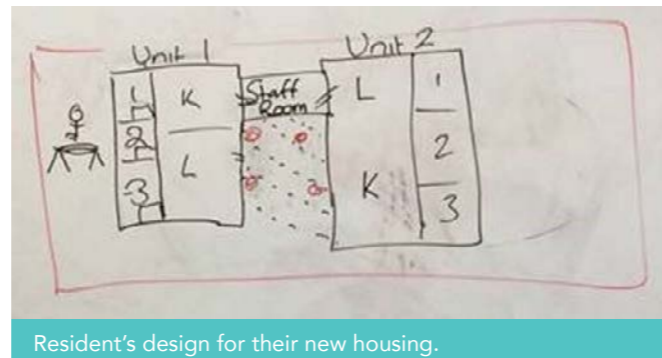 Unit 1
Unit 2
1
K
Staff
Room
L
1
2
L
2
3
K
3
Resident's design for their new housing.